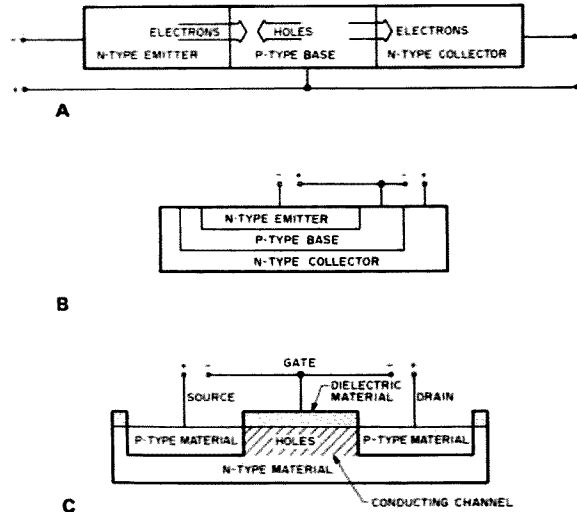 ELECTRONS HOLES ELECTRONS
N-TYPE EMITTER P-TYPE BASE N-TYPE COLLECTOR
- -
+ +
A
- + - +
N-TYPE EMITTER
P-TYPE BASE
N-TYPE COLLECTOR
B
GATE
+ - - +
SOURCE DIELECTRIC MATERIAL DRAIN
P-TYPE MATERIAL HOLES P-TYPE MATERIAL
N-TYPE MATERIAL
CONDUCTING CHANNEL
C